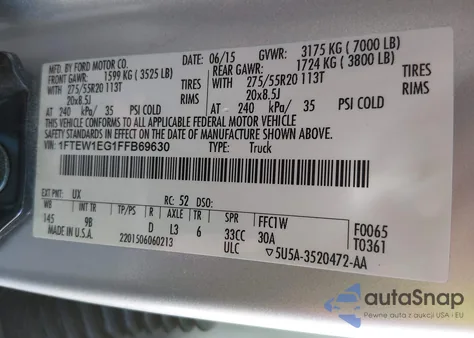 MFD. BY FORD MOTOR CO.
06/15 GVWR: 3175 KG (7000 LB)
FRONT GAWR: 1599 KG (3525 LB) REAR GAWR: 1724 KG (3800 LB)
WITH 275/55R20 113T TIRES WITH 275/55R20 113T TIRES
20x8.5J RIMS 20x8.5J RIMS
AT 240 kPa/ 35 PSI COLD AT 240 kPa/ 35 PSI COLD
THIS VEHICLE CONFORMS TO ALL APPLICABLE FEDERAL MOTOR VEHICLE
SAFETY STANDARDS IN EFFECT ON THE DATE OF MANUFACTURE SHOWN ABOVE.
VIN: 1FTEW1EG1FFB69630 TYPE: Truck
EXT PNT: UX RC: 52 DSO:
WB INT TR TP/PS R AXLE TR SPR FFC1W F0065
145 9B D L3 6 33CC 30A T0361
MADE IN U.S.A. 2201506060213 ULC ▽5U5A-3520472-AA
autoSnap
Pewne auta z aukcji USA - EU